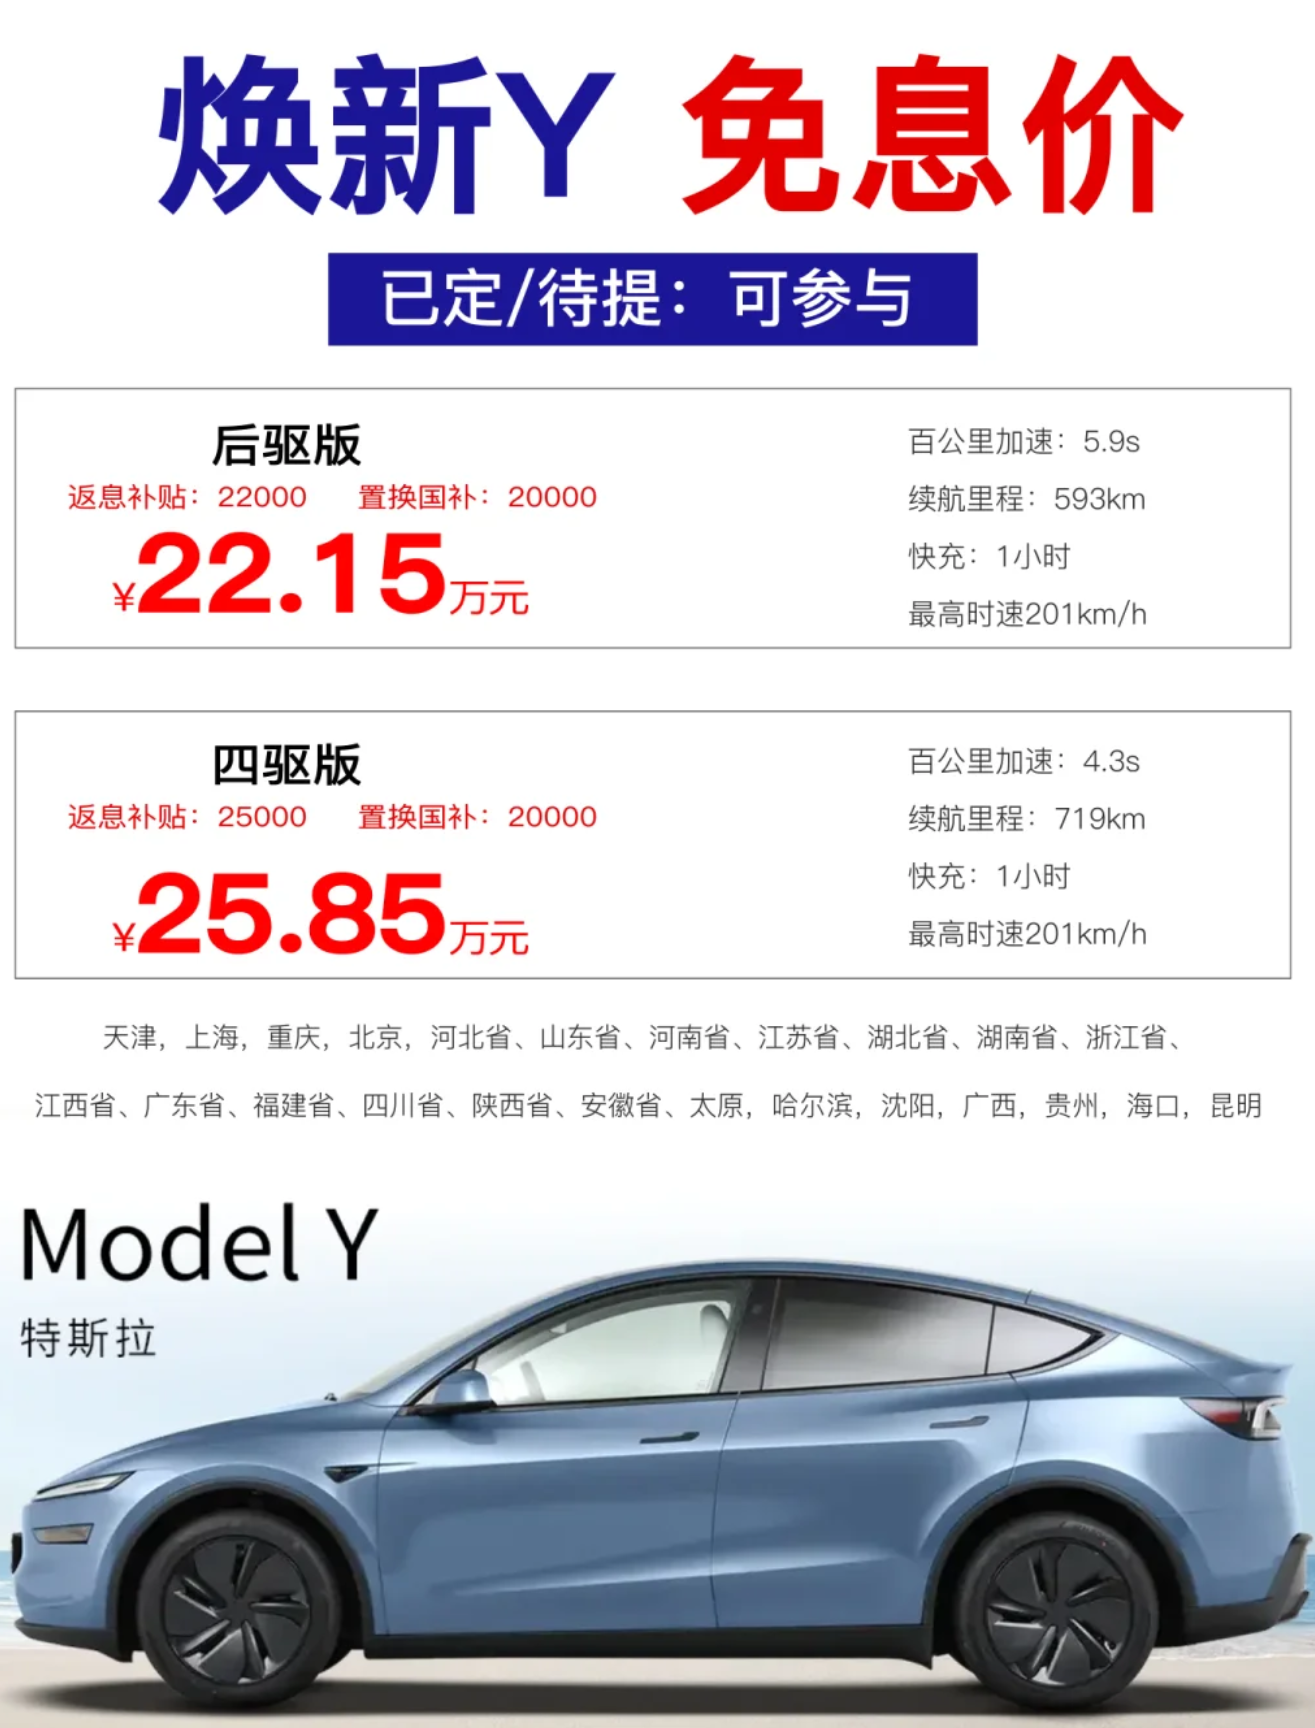 焕新Y 免息价
已定/待提：可参与
后驱版
返息补贴：22000 置换国补：20000
¥22.15万元
百公里加速：5.9s
续航里程：593km
快充：1小时
最高时速201km/h
四驱版
返息补贴：25000 置换国补：20000
¥25.85万元
百公里加速：4.3s
续航里程：719km
快充：1小时
最高时速201km/h
天津，上海，重庆，北京，河北省、山东省、河南省、江苏省、湖北省、湖南省、浙江省、
江西省、广东省、福建省、四川省、陕西省、安徽省、太原，哈尔滨，沈阳，广西，贵州，海口，昆明
Model Y
特斯拉